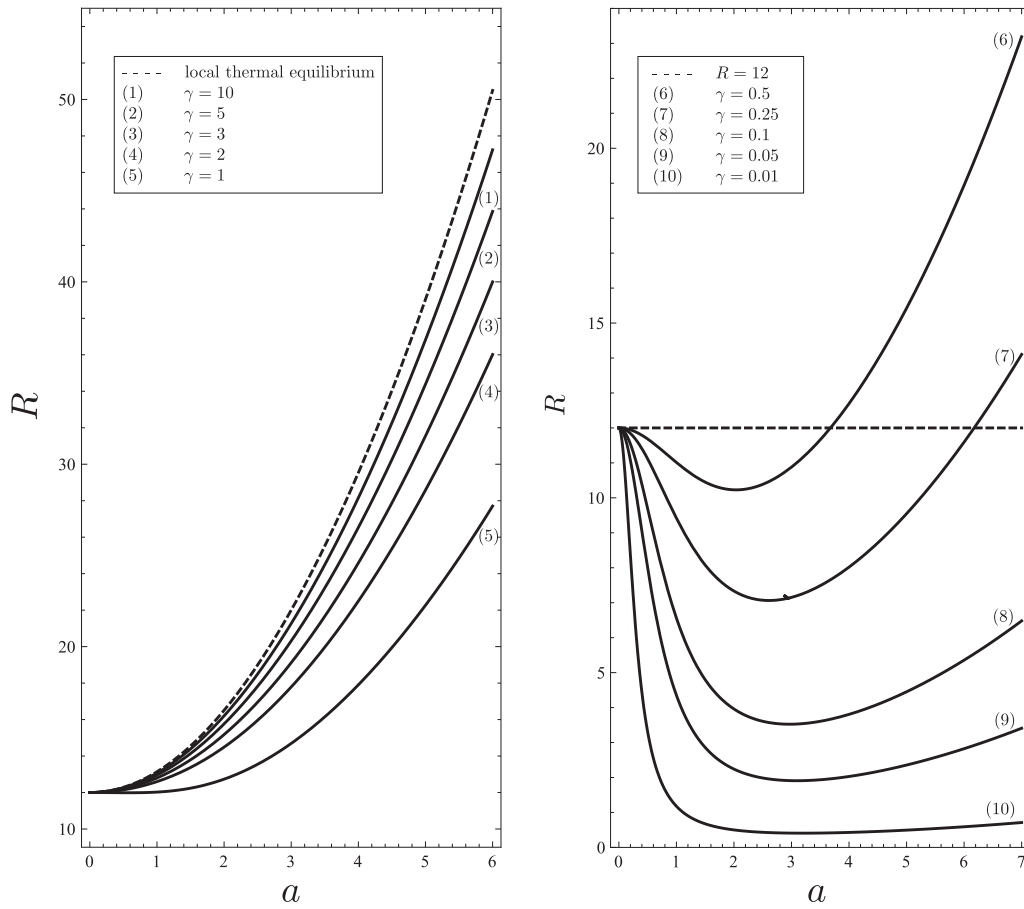 local thermal equilibrium
(1) γ = 10
(2) γ = 5
(3) γ = 3
(4) γ = 2
(5) γ = 1
50
40
30
20
10
(1)
(2)
(3)
(4)
(5)
R
0 1 2 3 4 5 6
a
R = 12
(6) γ = 0.5
(7) γ = 0.25
(8) γ = 0.1
(9) γ = 0.05
(10) γ = 0.01
20
15
10
5
0
(6)
(7)
(8)
(9)
(10)
R
0 1 2 3 4 5 6 7
a